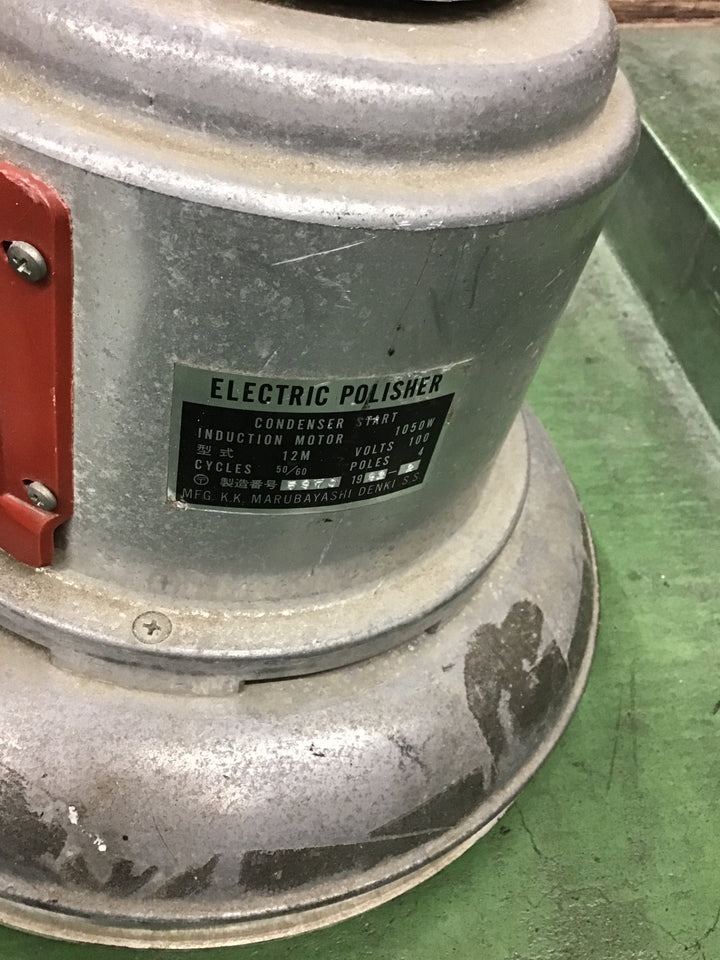 ELECTRIC POLISHER
CONDENSER START
INDUCTION MOTOR 1050W
型式 12M VOLTS 100
CYCLES 50/60 POLES 4
〒 製造番号 19
MFG. K.K. MARUBAYASHI DENKI S.S